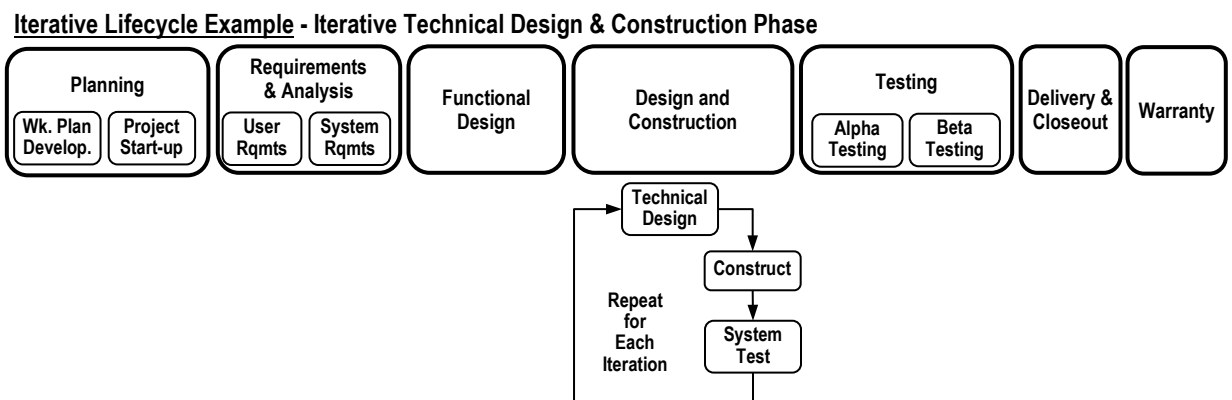 Iterative Lifecycle Example - Iterative Technical Design & Construction Phase
Planning
Wk. Plan
Develop.
Project
Start-up
Requirements
& Analysis
User
Rqmts
System
Rqmts
Functional
Design
Design and
Construction
Testing
Alpha
Testing
Beta
Testing
Delivery &
Closeout
Warranty
Technical
Design
Construct
System
Test
Repeat
for
Each
Iteration